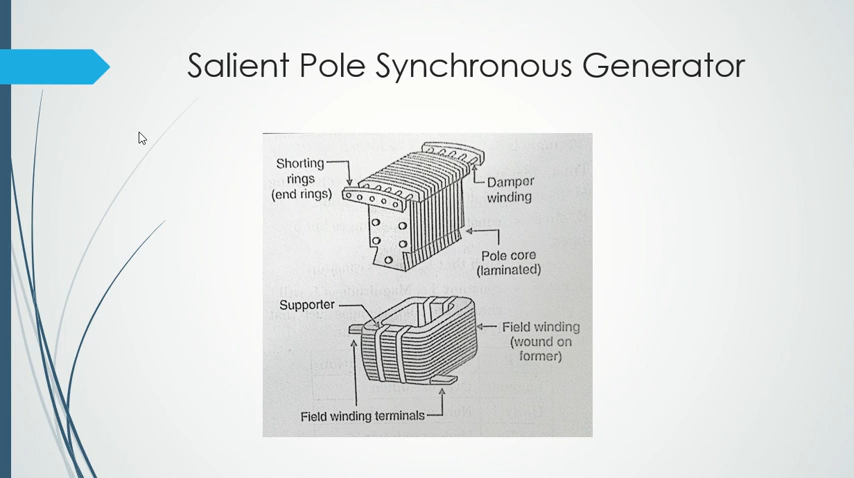 Salient Pole Synchronous Generator
Shorting
rings
(end rings)
Damper
winding
Pole core
(laminated)
Supporter
Field winding
(wound on
former)
Field winding terminals